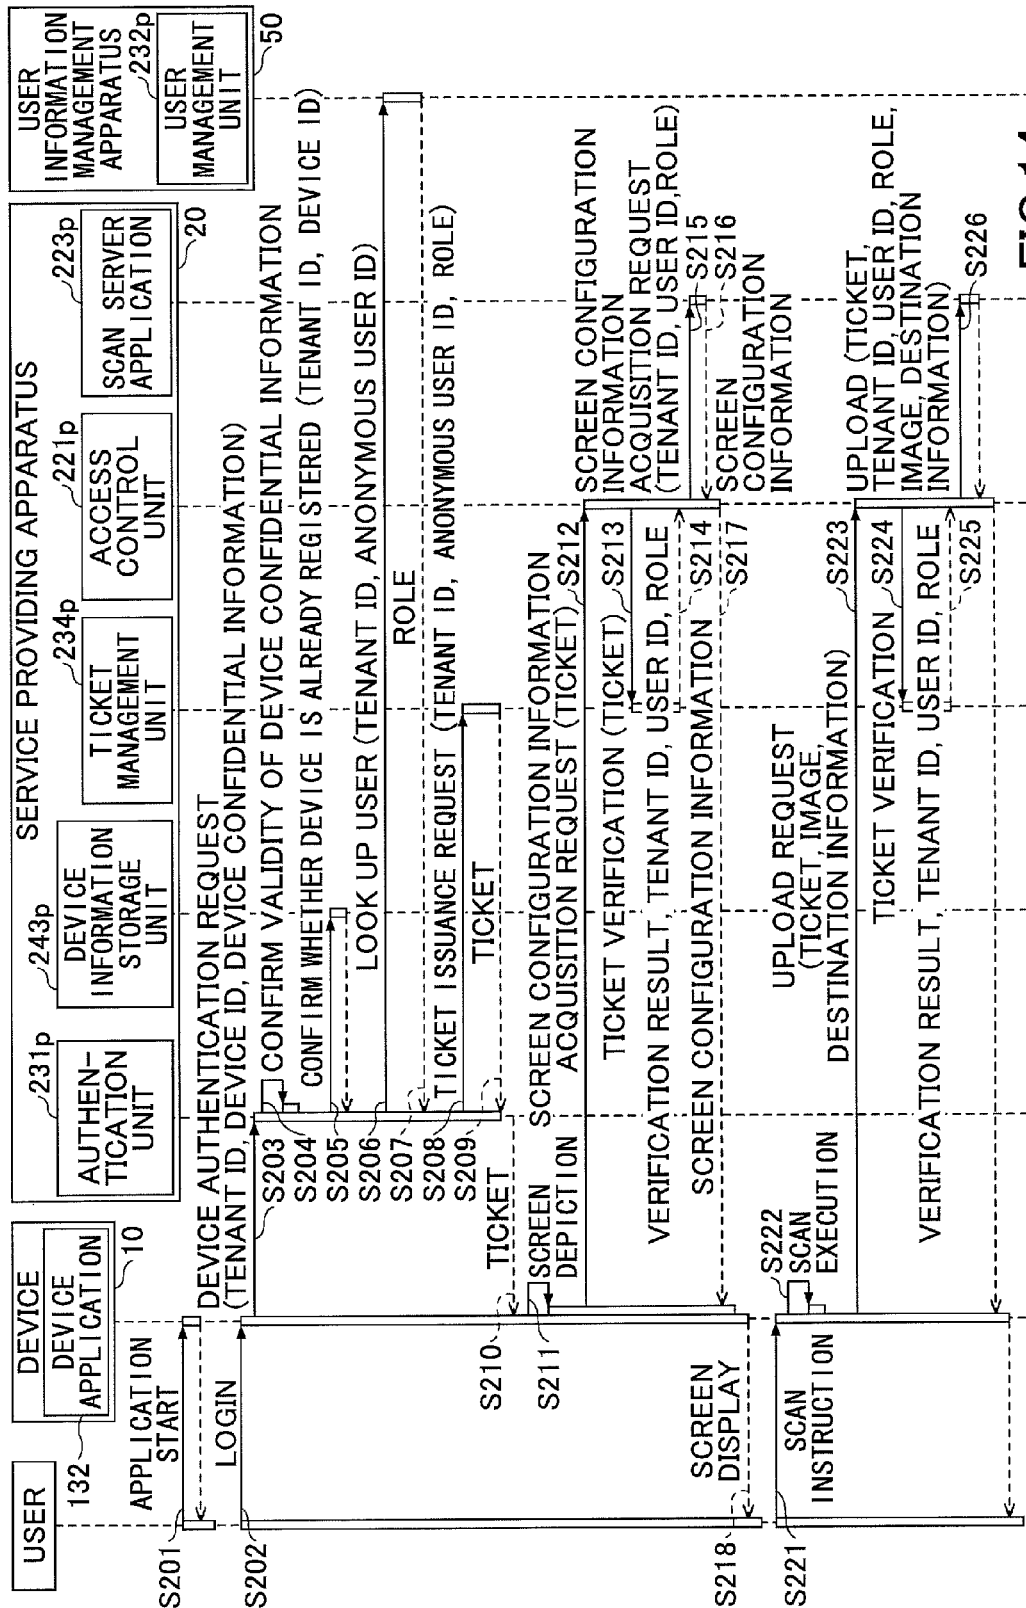 USER
DEVICE
DEVICE
APPLICATION
132
10
SERVICE PROVIDING APPARATUS
231p
AUTHEN-
TICATION
UNIT
243p
DEVICE
INFORMATION
STORAGE
UNIT
234p
TICKET
MANAGEMENT
UNIT
221p
ACCESS
CONTROL
UNIT
223p
SCAN SERVER
APPLICATION
20
USER
INFORMATION
MANAGEMENT
APPARATUS
232p
USER
MANAGEMENT
UNIT
50
S201
APPLICATION
START
S202
LOGIN
DEVICE AUTHENTICATION REQUEST
(TENANT ID, DEVICE ID, DEVICE CONFIDENTIAL INFORMATION)
S203
CONFIRM VALIDITY OF DEVICE CONFIDENTIAL INFORMATION
S204
CONFIRM WHETHER DEVICE IS ALREADY REGISTERED (TENANT ID, DEVICE ID)
S205
LOOK UP USER (TENANT ID, ANONYMOUS USER ID)
S206
ROLE
S207
TICKET ISSUANCE REQUEST (TENANT ID, ANONYMOUS USER ID, ROLE)
S208
TICKET
S209
TICKET
S210
SCREEN
DEPICTION
S211
SCREEN CONFIGURATION INFORMATION
ACQUISITION REQUEST (TICKET)
S212
TICKET VERIFICATION (TICKET)
S213
VERIFICATION RESULT, TENANT ID, USER ID, ROLE
S214
SCREEN CONFIGURATION
INFORMATION
ACQUISITION REQUEST
(TENANT ID, USER ID,ROLE)
S215
S216
SCREEN
CONFIGURATION
INFORMATION
SCREEN CONFIGURATION INFORMATION
S217
SCREEN
DISPLAY
S218
S221
SCAN
INSTRUCTION
S222
SCAN
EXECUTION
UPLOAD REQUEST
(TICKET, IMAGE,
DESTINATION INFORMATION)
S223
TICKET VERIFICATION
S224
VERIFICATION RESULT, TENANT ID, USER ID, ROLE
S225
UPLOAD (TICKET,
TENANT ID, USER ID, ROLE,
IMAGE, DESTINATION
INFORMATION)
S226